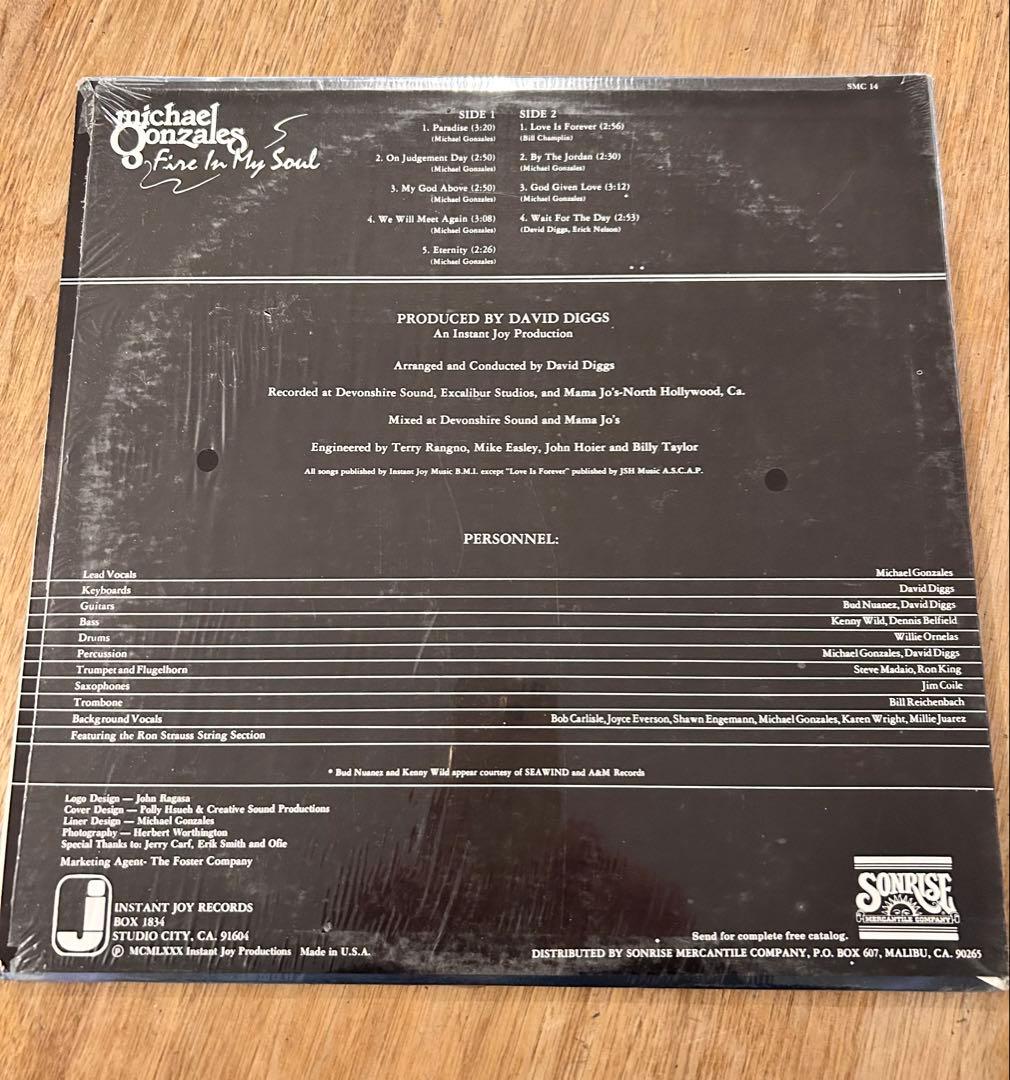 SMC 14
michael Gonzales
Fire In My Soul
SIDE 1
1. Paradise (3:20)
(Michael Gonzales)
2. On Judgement Day (2:50)
(Michael Gonzales)
3. My God Above (2:50)
(Michael Gonzales)
4. We Will Meet Again (3:08)
(Michael Gonzales)
5. Eternity (2:26)
(Michael Gonzales)
SIDE 2
1. Love Is Forever (2:56)
(Bill Champlin)
2. By The Jordan (2:30)
(Michael Gonzales)
3. God Given Love (3:12)
(Michael Gonzales)
4. Wait For The Day (2:53)
(David Diggs, Erick Nelson)
PRODUCED BY DAVID DIGGS
An Instant Joy Production
Arranged and Conducted by David Diggs
Recorded at Devonshire Sound, Excalibur Studios, and Mama Jo's-North Hollywood, Ca.
Mixed at Devonshire Sound and Mama Jo's
Engineered by Terry Rangno, Mike Easley, John Hoier and Billy Taylor
All songs published by Instant Joy Music B.M.I. except "Love Is Forever" published by JSH Music A.S.C.A.P.
PERSONNEL:
Lead Vocals Michael Gonzales
Keyboards David Diggs
Guitars Bud Nuanez, David Diggs
Bass Kenny Wild, Dennis Belfield
Drums Willie Ornelas
Percussion Michael Gonzales, David Diggs
Trumpet and Flugelhorn Steve Madaio, Ron King
Saxophones Jim Coile
Trombone Bill Reichenbach
Background Vocals Bob Carlisle, Joyce Everson, Shawn Engemann, Michael Gonzales, Karen Wright, Millie Juarez
Featuring the Ron Strauss String Section
* Bud Nuanez and Kenny Wild appear courtesy of SEAWIND and A&M Records
Logo Design — John Ragasa
Cover Design — Polly Hsueh & Creative Sound Productions
Liner Design — Michael Gonzales
Photography — Herbert Worthington
Special Thanks to: Jerry Carf, Erik Smith and Ofie
Marketing Agent- The Foster Company
INSTANT JOY RECORDS
BOX 1834
STUDIO CITY, CA. 91604
Ⓟ MCMLXXX Instant Joy Productions Made in U.S.A.
SONRISE
MERCANTILE COMPANY
Send for complete free catalog.
DISTRIBUTED BY SONRISE MERCANTILE COMPANY, P.O. BOX 607, MALIBU, CA. 90265